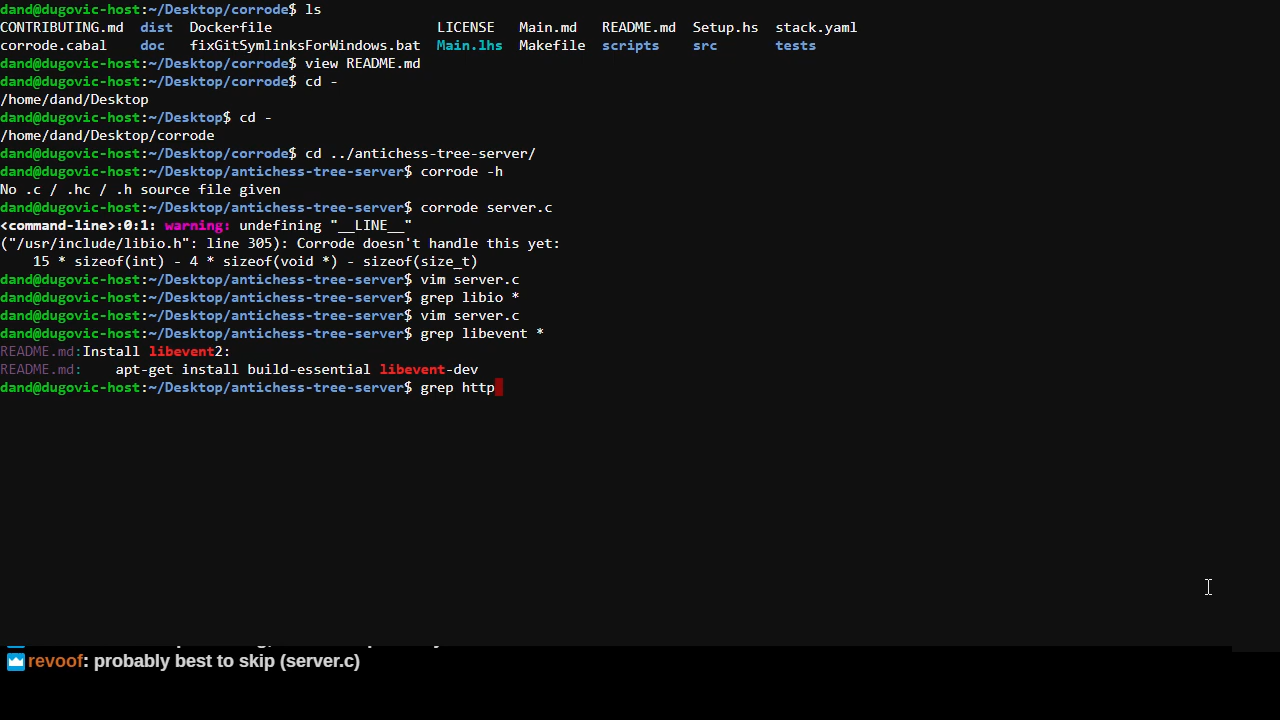 dand@dugovic-host:~/Desktop/corrode$ ls
CONTRIBUTING.md  dist  Dockerfile                    LICENSE   Main.md   README.md  Setup.hs  stack.yaml
corrode.cabal    doc   fixGitSymlinksForWindows.bat  Main.lhs  Makefile  scripts    src       tests
dand@dugovic-host:~/Desktop/corrode$ view README.md
dand@dugovic-host:~/Desktop/corrode$ cd -
/home/dand/Desktop
dand@dugovic-host:~/Desktop$ cd -
/home/dand/Desktop/corrode
dand@dugovic-host:~/Desktop/corrode$ cd ../antichess-tree-server/
dand@dugovic-host:~/Desktop/antichess-tree-server$ corrode -h
No .c / .hc / .h source file given
dand@dugovic-host:~/Desktop/antichess-tree-server$ corrode server.c
<command-line>:0:1: warning: undefining "__LINE__"
("/usr/include/libio.h": line 305): Corrode doesn't handle this yet:
    15 * sizeof(int) - 4 * sizeof(void *) - sizeof(size_t)
dand@dugovic-host:~/Desktop/antichess-tree-server$ vim server.c
dand@dugovic-host:~/Desktop/antichess-tree-server$ grep libio *
dand@dugovic-host:~/Desktop/antichess-tree-server$ vim server.c
dand@dugovic-host:~/Desktop/antichess-tree-server$ grep libevent *
README.md:Install libevent2:
README.md:    apt-get install build-essential libevent-dev
dand@dugovic-host:~/Desktop/antichess-tree-server$ grep http
revoof: probably best to skip (server.c)